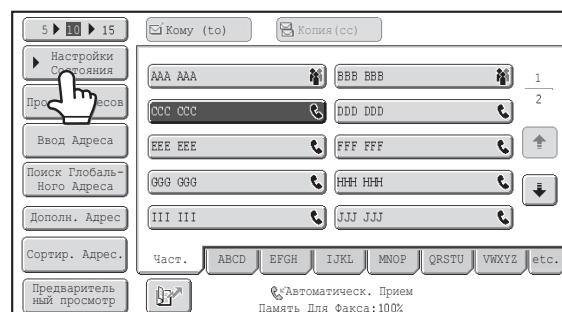 5 10 15
Кому (to)
Копия(cc)
Настройки
Состояния
AAA AAA
BBB BBB
1
2
CCC CCC
DDD DDD
Ввод Адреса
EEE EEE
FFF FFF
Поиск Глобаль-
Ного Адреса
GGG GGG
HHH HHH
Дополн. Адрес
III III
JJJ JJJ
Сортир. Адрес.
Част.
ABCD
EFGH
IJKL
MNOP
QRSTU
VWXYZ
etc.
Предваритель
ный просмотр
Автоматическ. Прием
Память Для Факса:100%